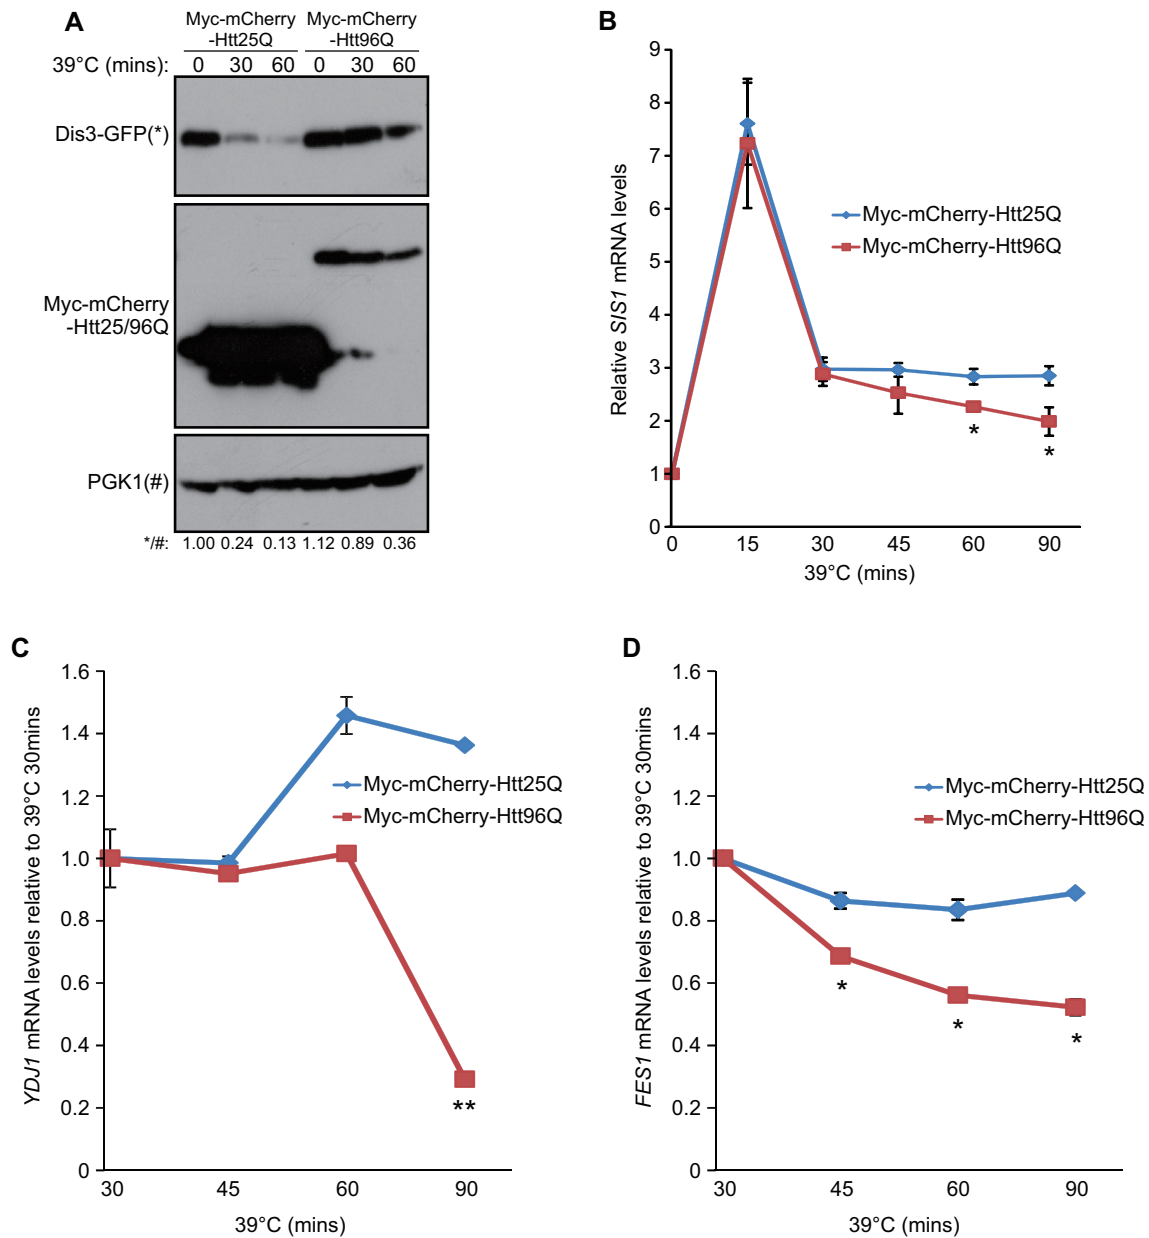 A
Myc-mCherry Myc-mCherry
-Htt25Q -Htt96Q
39°C (mins): 0 30 60 0 30 60
Dis3-GFP(*)
Myc-mCherry
-Htt25/96Q
PGK1(#)
*/#: 1.00 0.24 0.13 1.12 0.89 0.36
B
Relative SIS1 mRNA levels
9
8
7
6
5
4
3
2
1
0
Myc-mCherry-Htt25Q
Myc-mCherry-Htt96Q
*
*
0 15 30 45 60 90
39°C (mins)
C
YDJ1 mRNA levels relative to 39°C 30mins
1.6
1.4
1.2
1.0
0.8
0.6
0.4
0.2
0
Myc-mCherry-Htt25Q
Myc-mCherry-Htt96Q
**
30 45 60 90
39°C (mins)
D
FES1 mRNA levels relative to 39°C 30mins
1.6
1.4
1.2
1.0
0.8
0.6
0.4
0.2
0
Myc-mCherry-Htt25Q
Myc-mCherry-Htt96Q
*
*
*
30 45 60 90
39°C (mins)